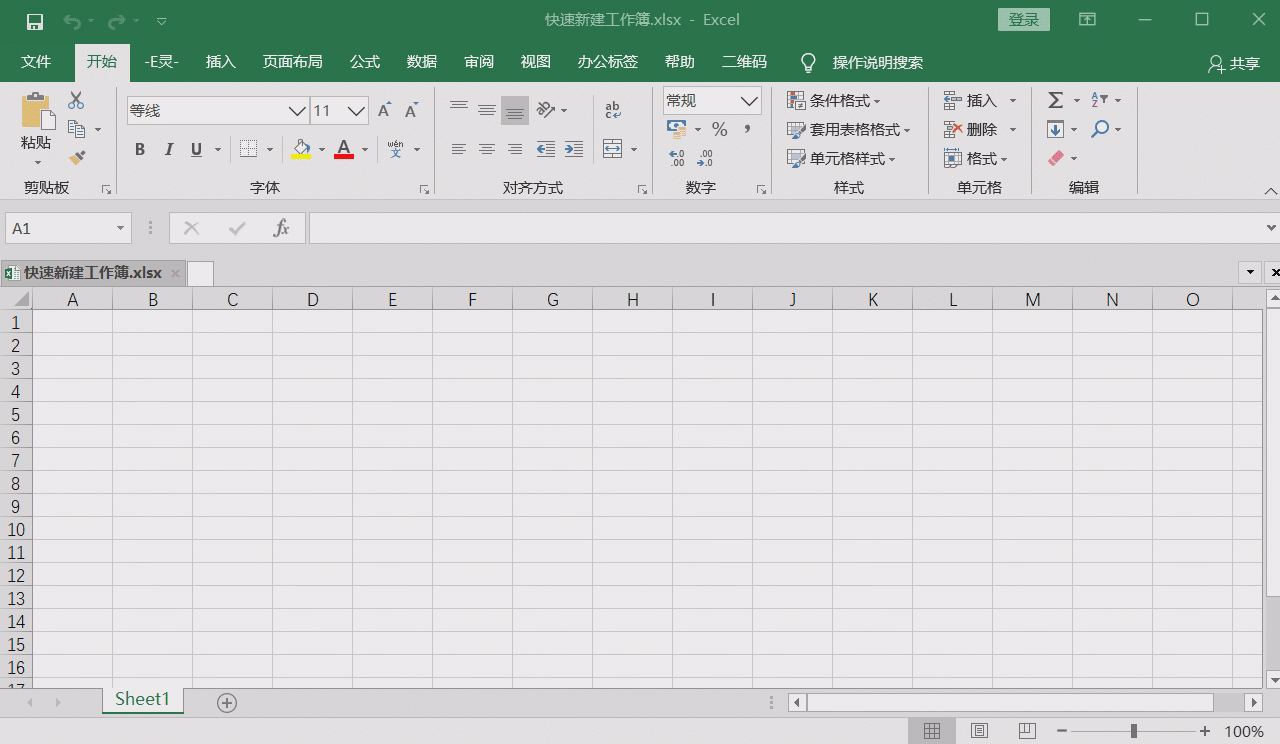 快速新建工作簿.xlsx - Excel
登录
文件 开始 -E灵- 插入 页面布局 公式 数据 审阅 视图 办公标签 帮助 二维码 操作说明搜索 共享
粘贴
剪贴板
等线 11
A A
B I U A wén 文
字体
ab c
对齐方式
常规
% ,
.00 .00
数字
条件格式
套用表格格式
单元格样式
样式
插入
删除
格式
单元格
Σ A Z
编辑
A1 fx
快速新建工作簿.xlsx
A B C D E F G H I J K L M N O
1
2
3
4
5
6
7
8
9
10
11
12
13
14
15
16
17
Sheet1
100%